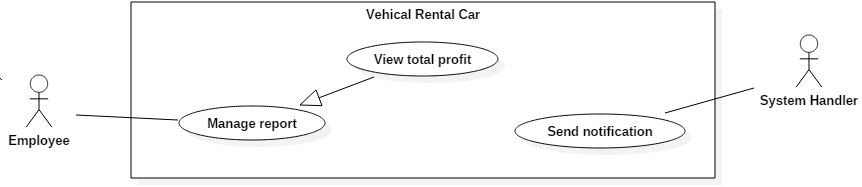 Vehical Rental Car
View total profit
Employee
Manage report
Send notification
System Handler